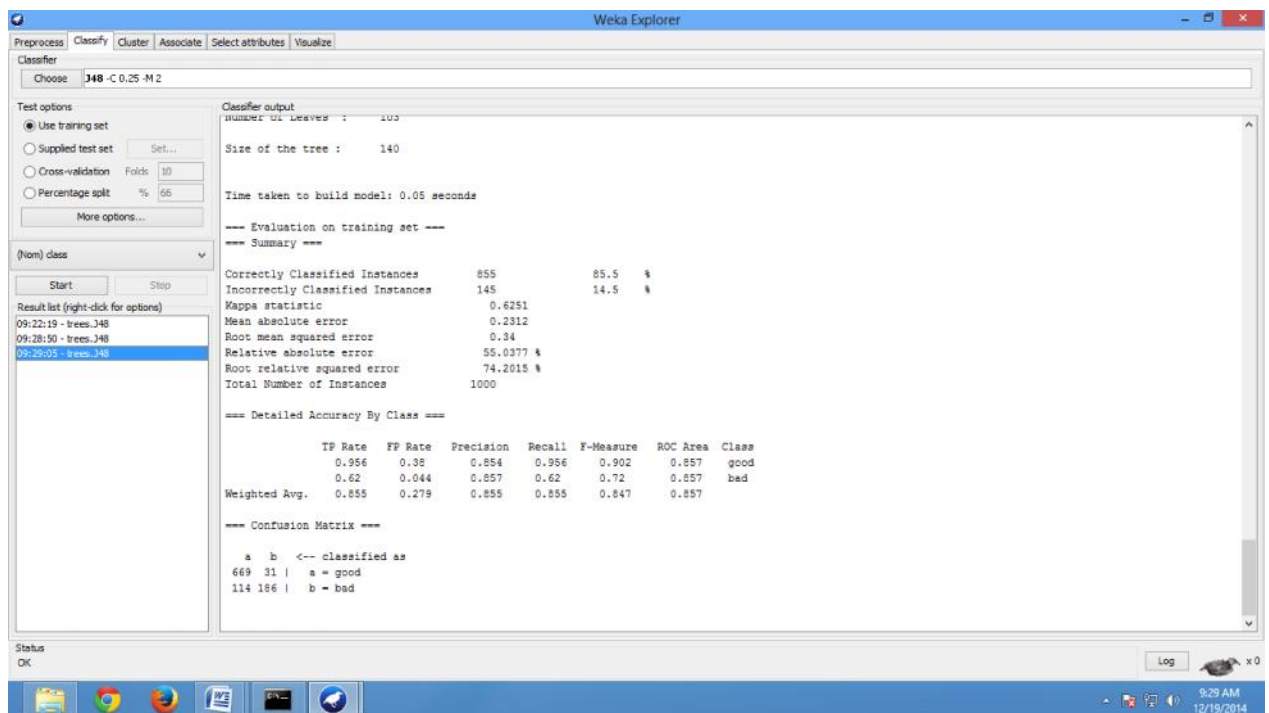 Weka Explorer
Preprocess Classify Cluster Associate Select attributes Visualize
Classifier
Choose J48 -C 0.25 -M 2
Test options
Use training set
Supplied test set Set...
Cross-validation Folds 10
Percentage split % 66
More options...
(Nom) class
Start Stop
Result list (right-click for options)
09:22:19 - trees.J48
09:28:50 - trees.J48
09:29:05 - trees.J48
Classifier output
Number of Leaves : 103
Size of the tree : 140
Time taken to build model: 0.05 seconds
=== Evaluation on training set ===
=== Summary ===
Correctly Classified Instances 855 85.5 %
Incorrectly Classified Instances 145 14.5 %
Kappa statistic 0.6251
Mean absolute error 0.2312
Root mean squared error 0.34
Relative absolute error 55.0377 %
Root relative squared error 74.2015 %
Total Number of Instances 1000
=== Detailed Accuracy By Class ===
TP Rate FP Rate Precision Recall F-Measure ROC Area Class
0.956 0.38 0.854 0.956 0.902 0.857 good
0.62 0.044 0.857 0.62 0.72 0.857 bad
Weighted Avg. 0.855 0.279 0.855 0.855 0.847 0.857
=== Confusion Matrix ===
a b <-- classified as
669 31 | a = good
114 186 | b = bad
Status
OK
Log x 0
9:29 AM
12/19/2014